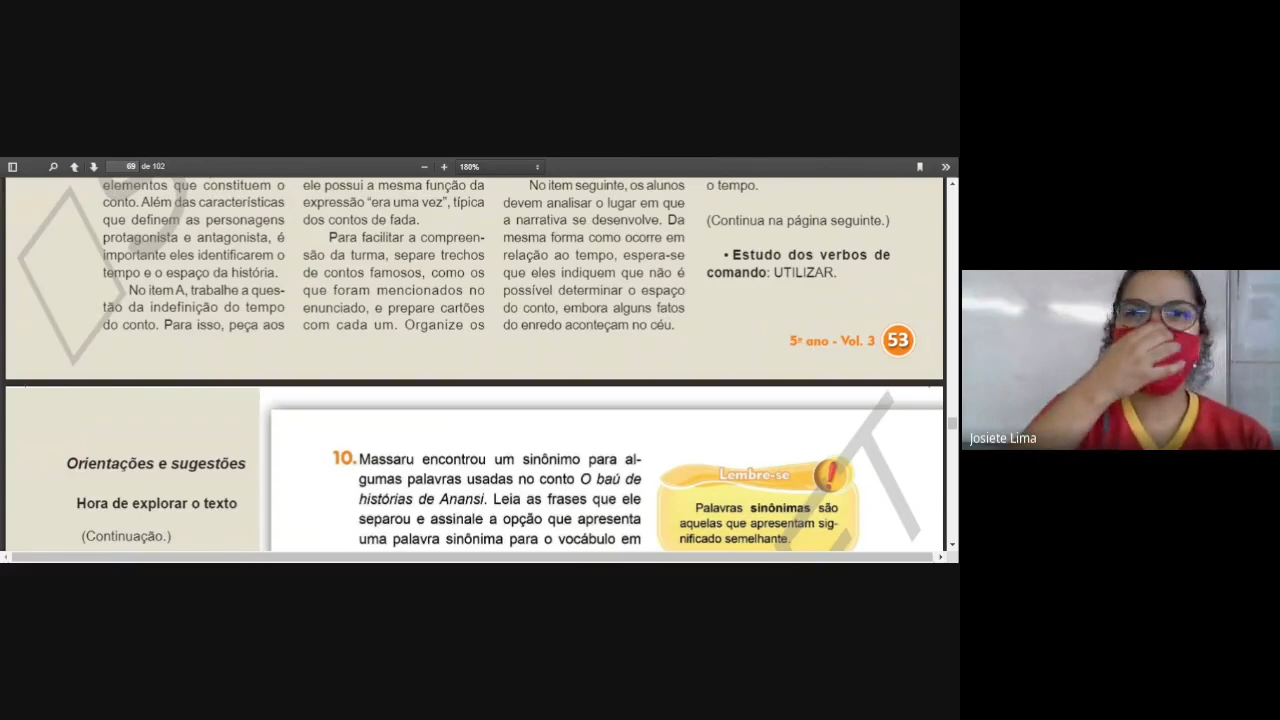 69 de 102
180%
elementos que constituem o
conto. Além das características
que definem as personagens
protagonista e antagonista, é
importante eles identificarem o
tempo e o espaço da história.
No item A, trabalhe a ques-
tão da indefinição do tempo
do conto. Para isso, peça aos
ele possui a mesma função da
expressão “era uma vez”, típica
dos contos de fada.
Para facilitar a compreen-
são da turma, separe trechos
de contos famosos, como os
que foram mencionados no
enunciado, e prepare cartões
com cada um. Organize os
No item seguinte, os alunos
devem analisar o lugar em que
a narrativa se desenvolve. Da
mesma forma como ocorre em
relação ao tempo, espera-se
que eles indiquem que não é
possível determinar o espaço
do conto, embora alguns fatos
do enredo aconteçam no céu.
o tempo.
(Continua na página seguinte.)
• Estudo dos verbos de
comando: UTILIZAR.
5º ano - Vol. 3 53
Orientações e sugestões
Hora de explorar o texto
(Continuação.)
10. Massaru encontrou um sinônimo para al-
gumas palavras usadas no conto O baú de
histórias de Anansi. Leia as frases que ele
separou e assinale a opção que apresenta
uma palavra sinônima para o vocábulo em
Lembre-se !
Palavras sinônimas são
aquelas que apresentam sig-
nificado semelhante.
Josiete Lima